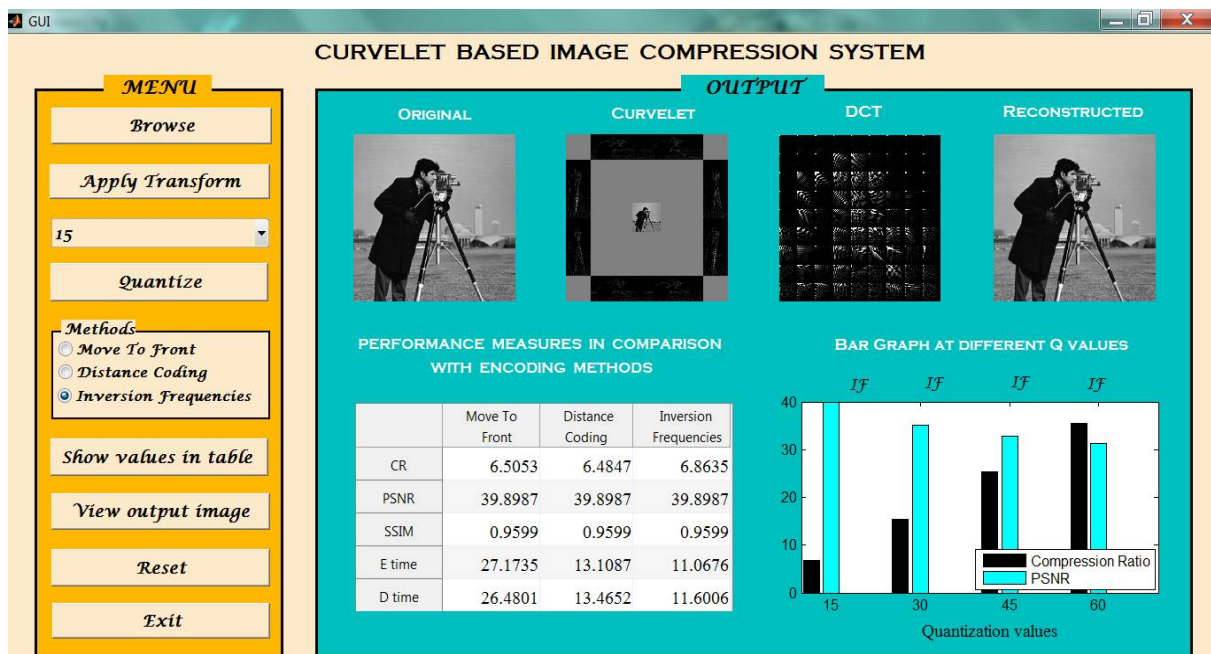 GUI
CURVELET BASED IMAGE COMPRESSION SYSTEM
MENU
Browse
Apply Transform
15
Quantize
Methods
Move To Front
Distance Coding
Inversion Frequencies
Show values in table
View output image
Reset
Exit
OUTPUT
ORIGINAL CURVELET DCT RECONSTRUCTED
PERFORMANCE MEASURES IN COMPARISON
WITH ENCODING METHODS
Move To Distance Inversion
Front Coding Frequencies
CR 6.5053 6.4847 6.8635
PSNR 39.8987 39.8987 39.8987
SSIM 0.9599 0.9599 0.9599
E time 27.1735 13.1087 11.0676
D time 26.4801 13.4652 11.6006
BAR GRAPH AT DIFFERENT Q VALUES
IF IF IF IF
40
30
20
10
0
Compression Ratio
PSNR
15 30 45 60
Quantization values